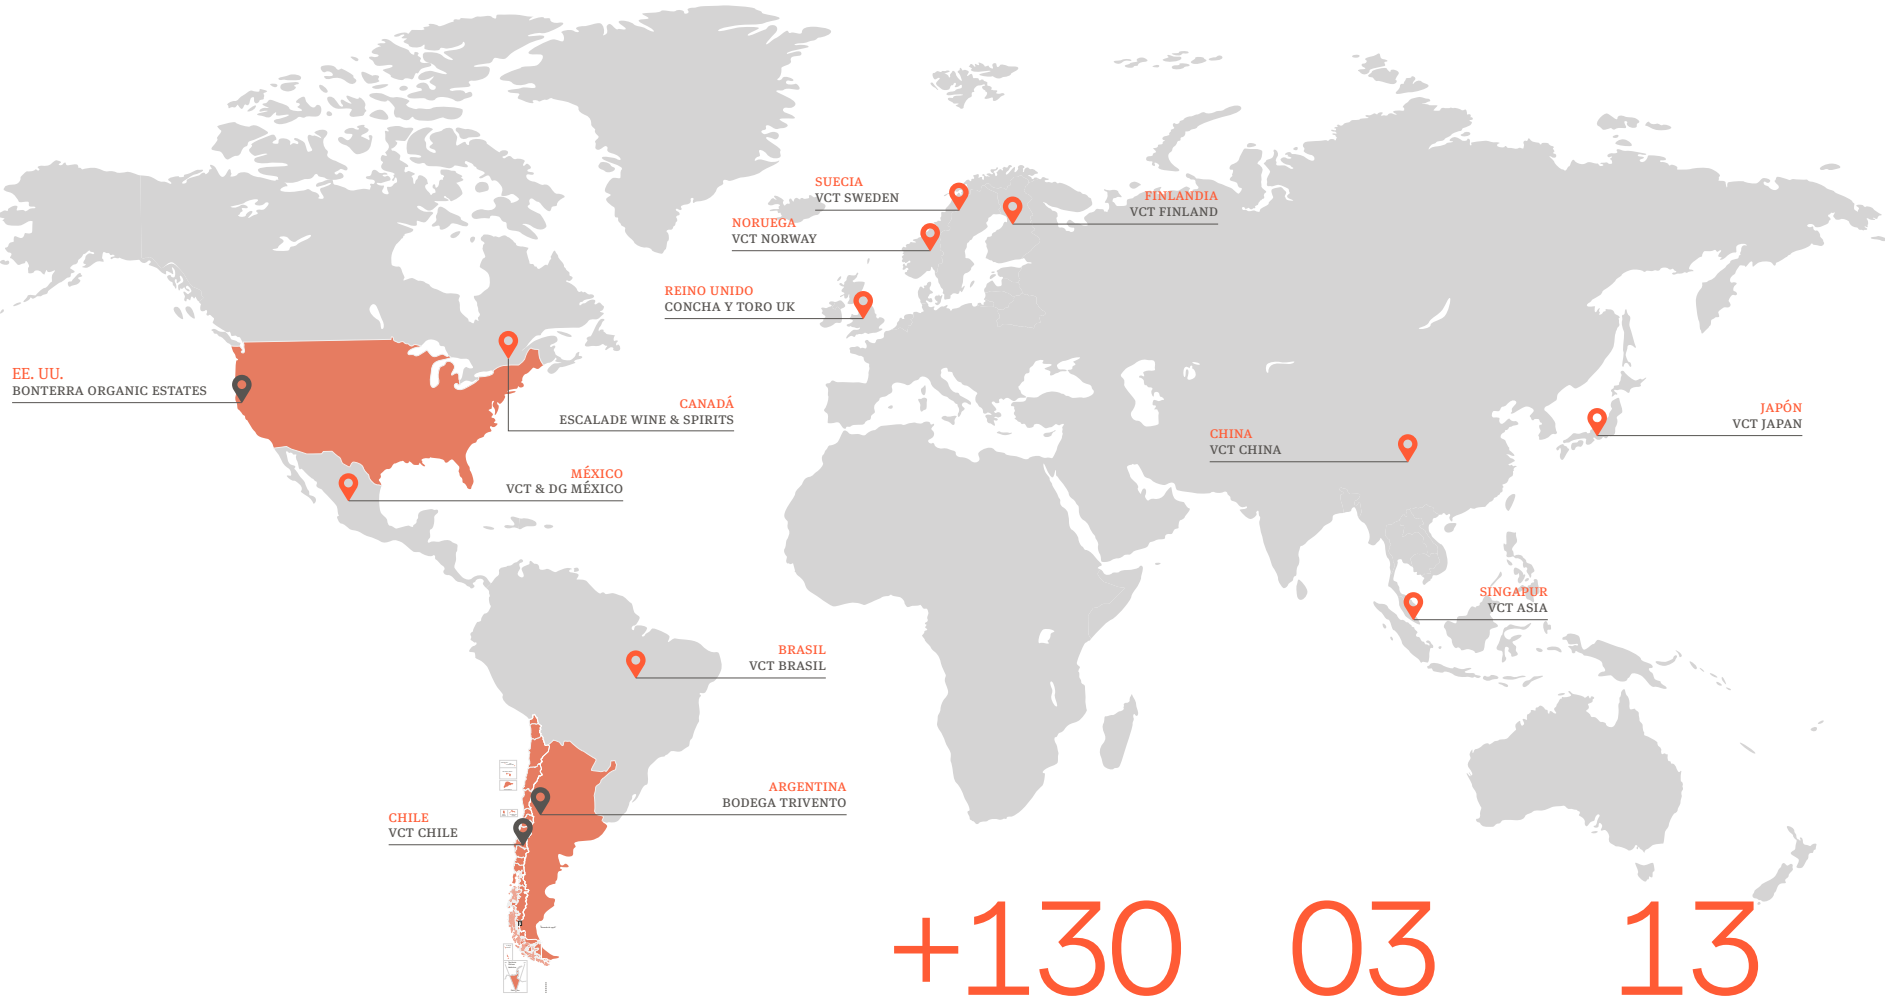 SUECIA
VCT SWEDEN
FINLANDIA
VCT FINLAND
NORUEGA
VCT NORWAY
REINO UNIDO
CONCHA Y TORO UK
EE. UU.
BONTERRA ORGANIC ESTATES
CANADÁ
ESCALADE WINE & SPIRITS
JAPÓN
VCT JAPAN
CHINA
VCT CHINA
MÉXICO
VCT & DG MÉXICO
SINGAPUR
VCT ASIA
BRASIL
VCT BRASIL
ARGENTINA
BODEGA TRIVENTO
CHILE
VCT CHILE
+130
03
13